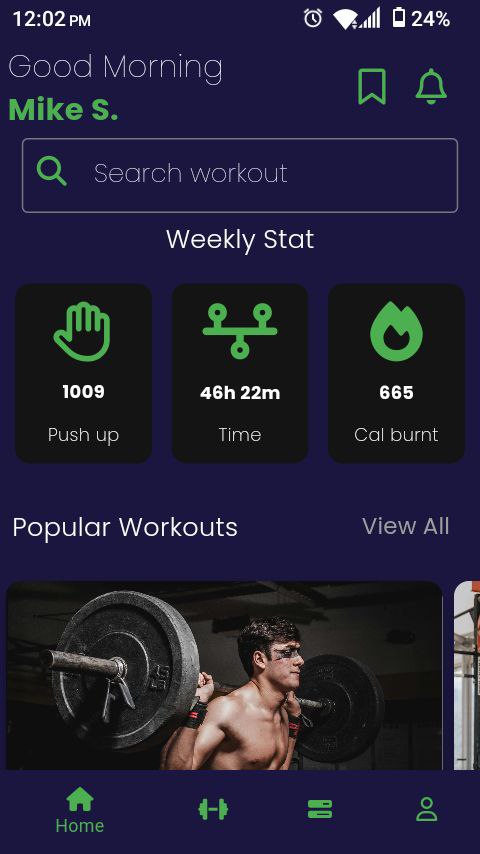 12:02 PM 24%
Good Morning
Mike S.
Search workout
Weekly Stat
1009 46h 22m 665
Push up Time Cal burnt
Popular Workouts View All
Home